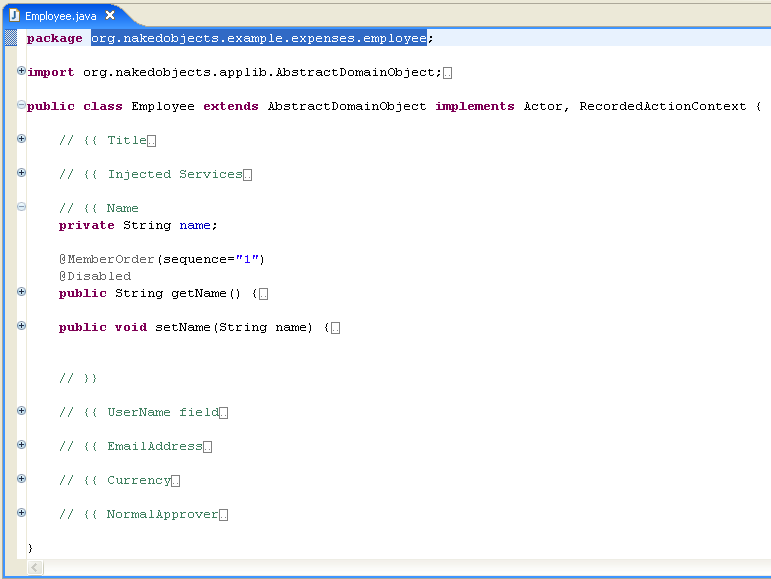 Employee.java
package org.nakedobjects.example.expenses.employee;
import org.nakedobjects.applib.AbstractDomainObject;
public class Employee extends AbstractDomainObject implements Actor, RecordedActionContext {
// {{ Title
// {{ Injected Services
// {{ Name
private String name;
@MemberOrder(sequence="1")
@Disabled
public String getName() {
public void setName(String name) {
// }}
// {{ UserName field
// {{ EmailAddress
// {{ Currency
// {{ NormalApprover
}